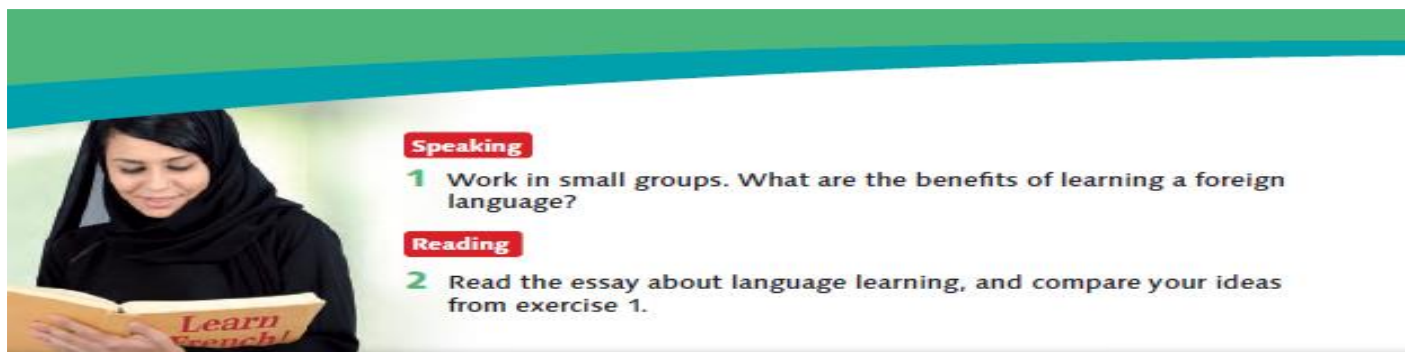 Speaking
1 Work in small groups. What are the benefits of learning a foreign
language?
Reading
2 Read the essay about language learning, and compare your ideas
from exercise 1.
Learn
French!